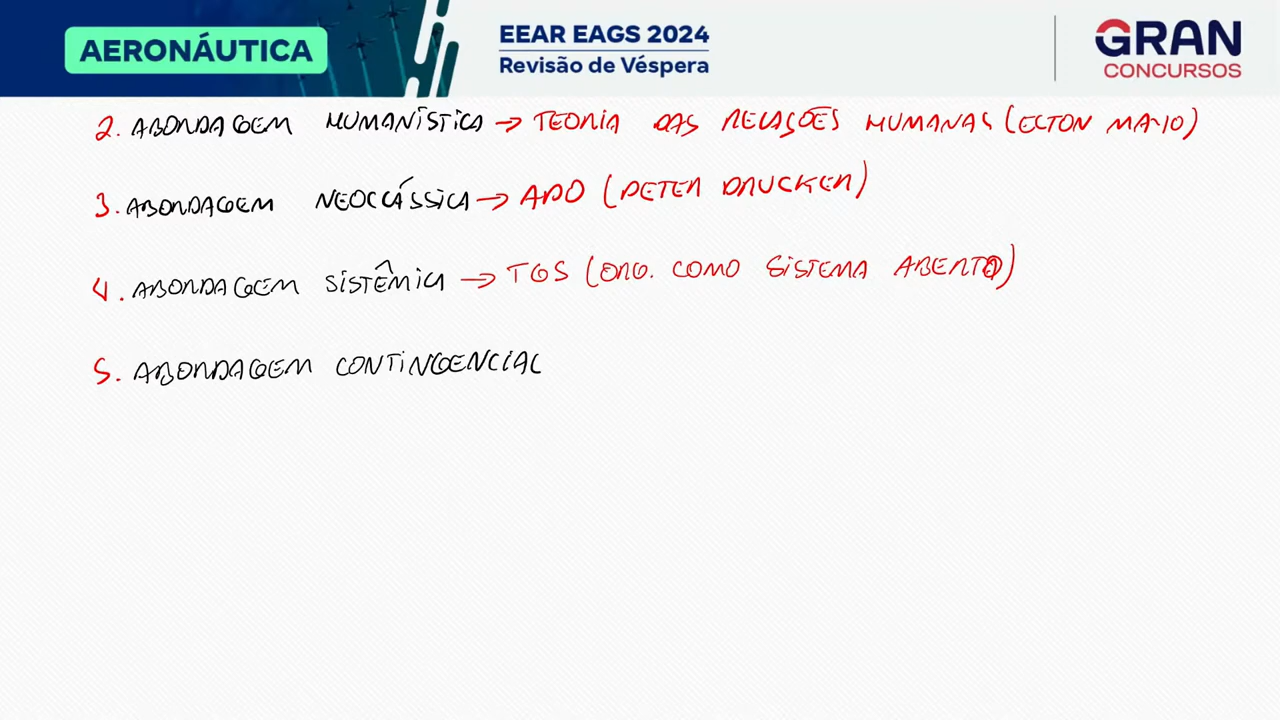 AERONÁUTICA
EEAR EAGS 2024
Revisão de Véspera
GRAN
CONCURSOS
2. ABORDAGEM HUMANÍSTICA → TEORIA DAS RELAÇÕES HUMANAS (ELTON MAYO)
3. ABORDAGEM NEOCLÁSSICA → APO (PETER DRUCKER)
4. ABORDAGEM SISTÊMICA → TGS (ORG. COMO SISTEMA ABERTO)
5. ABORDAGEM CONTINGENCIAL